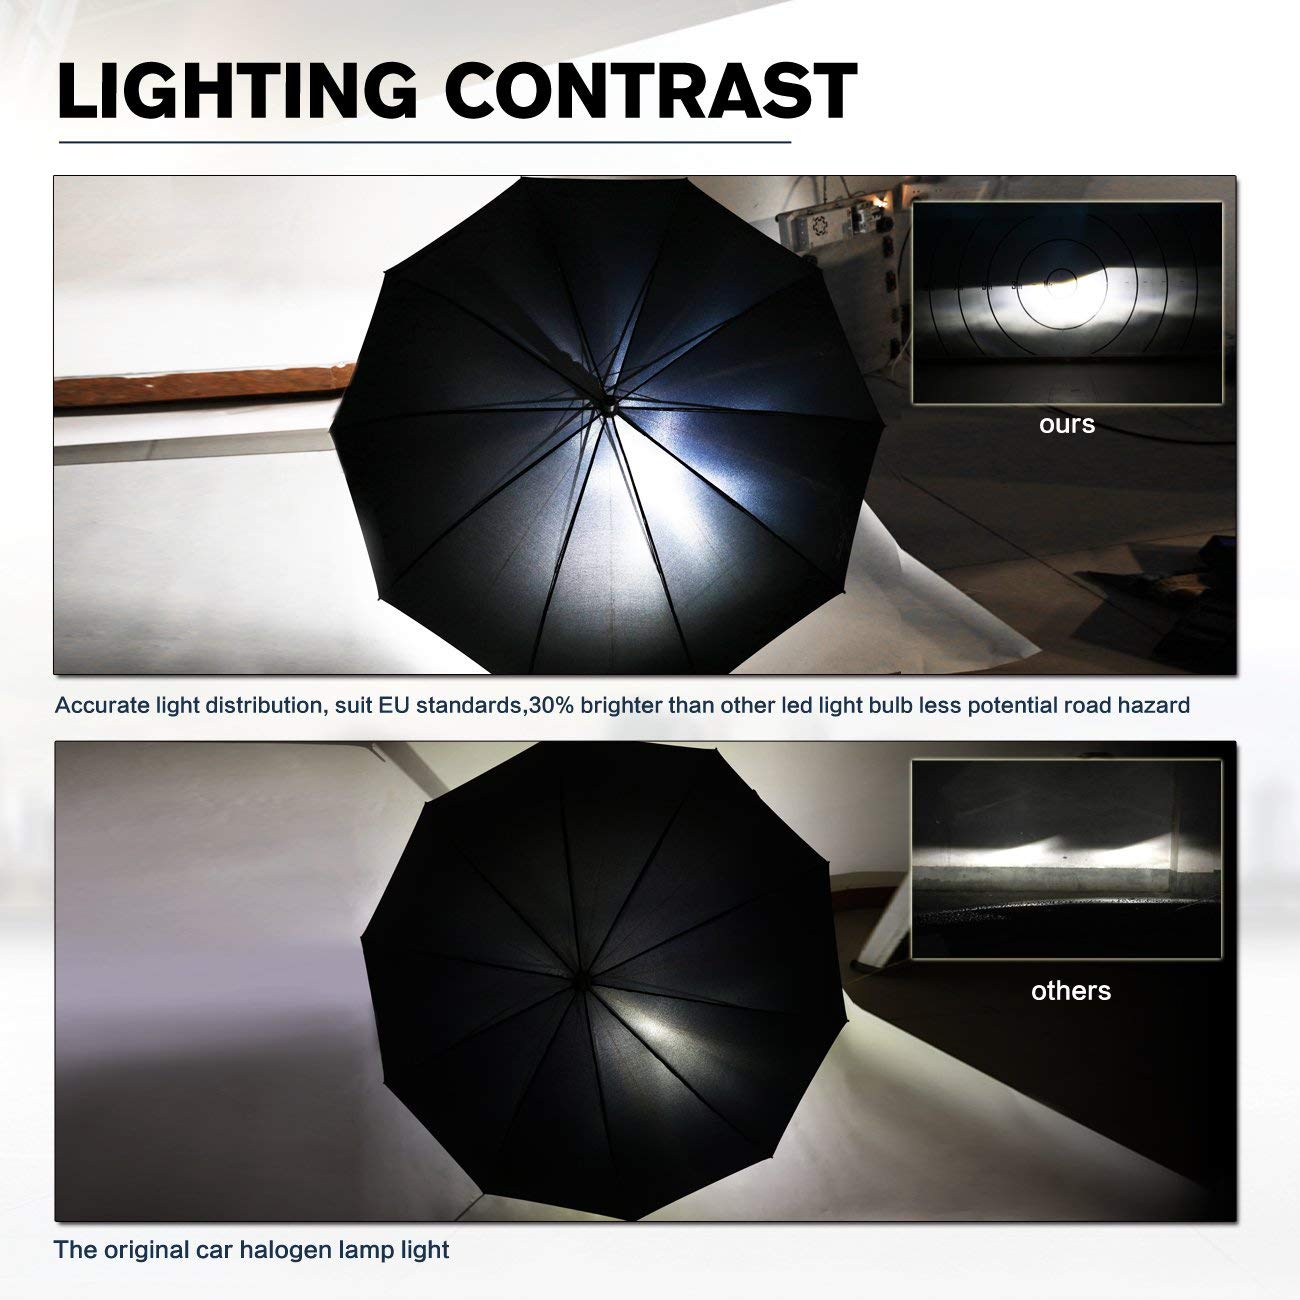 LIGHTING CONTRAST
ours
Accurate light distribution, suit EU standards,30% brighter than other led light bulb less potential road hazard
others
The original car halogen lamp light